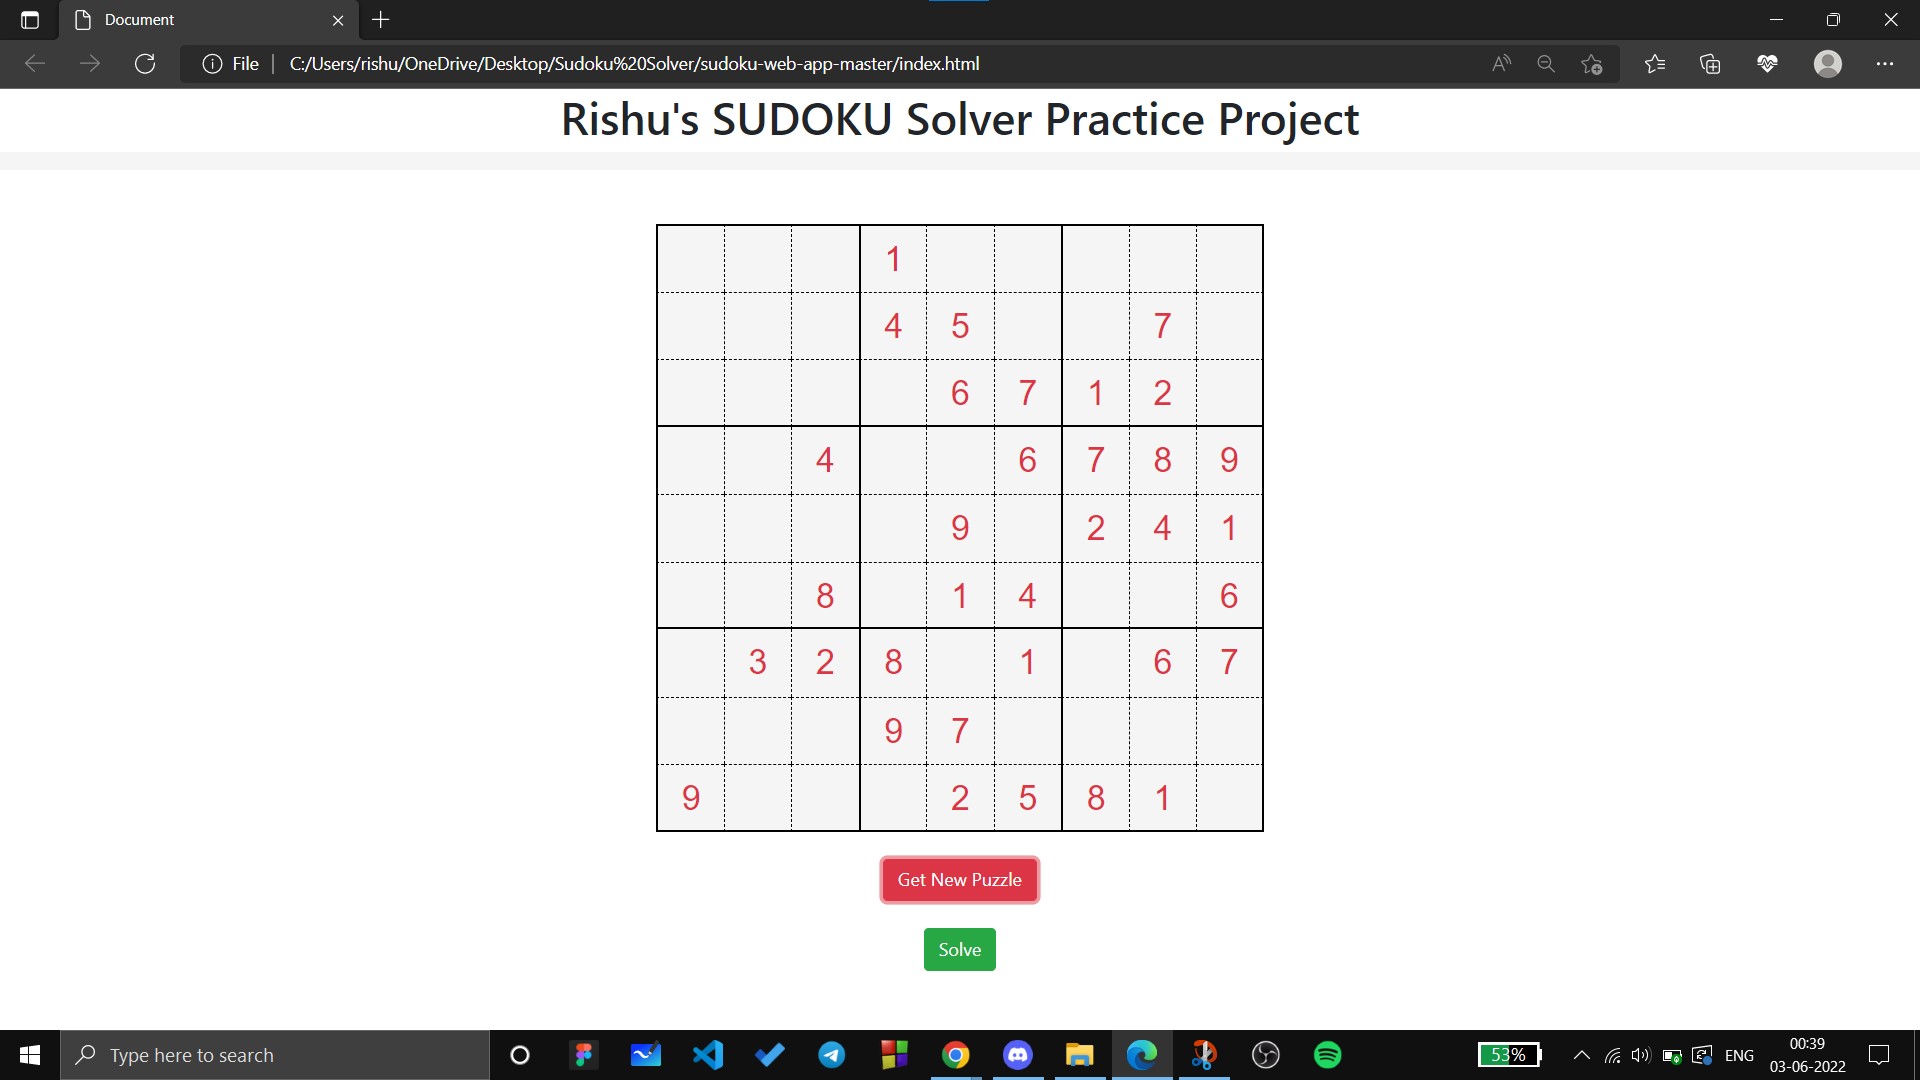 Document
File C:/Users/rishu/OneDrive/Desktop/Sudoku%20Solver/sudoku-web-app-master/index.html
Rishu's SUDOKU Solver Practice Project
1
4 5 7
6 7 1 2
4 6 7 8 9
9 2 4 1
8 1 4 6
3 2 8 1 6 7
9 7
9 2 5 8 1
Get New Puzzle
Solve
Type here to search
53%
ENG
00:39
03-06-2022